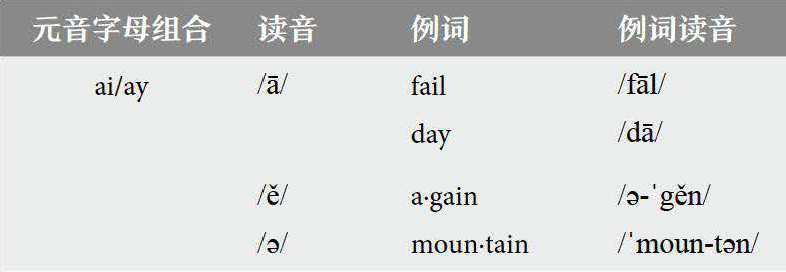 元音字母组合 读音 例词 例词读音
ai/ay /ā/ fail /fāl/
day /dā/
/ĕ/ a·gain /ə-ˈgĕn/
/ə/ moun·tain /ˈmoun-tən/